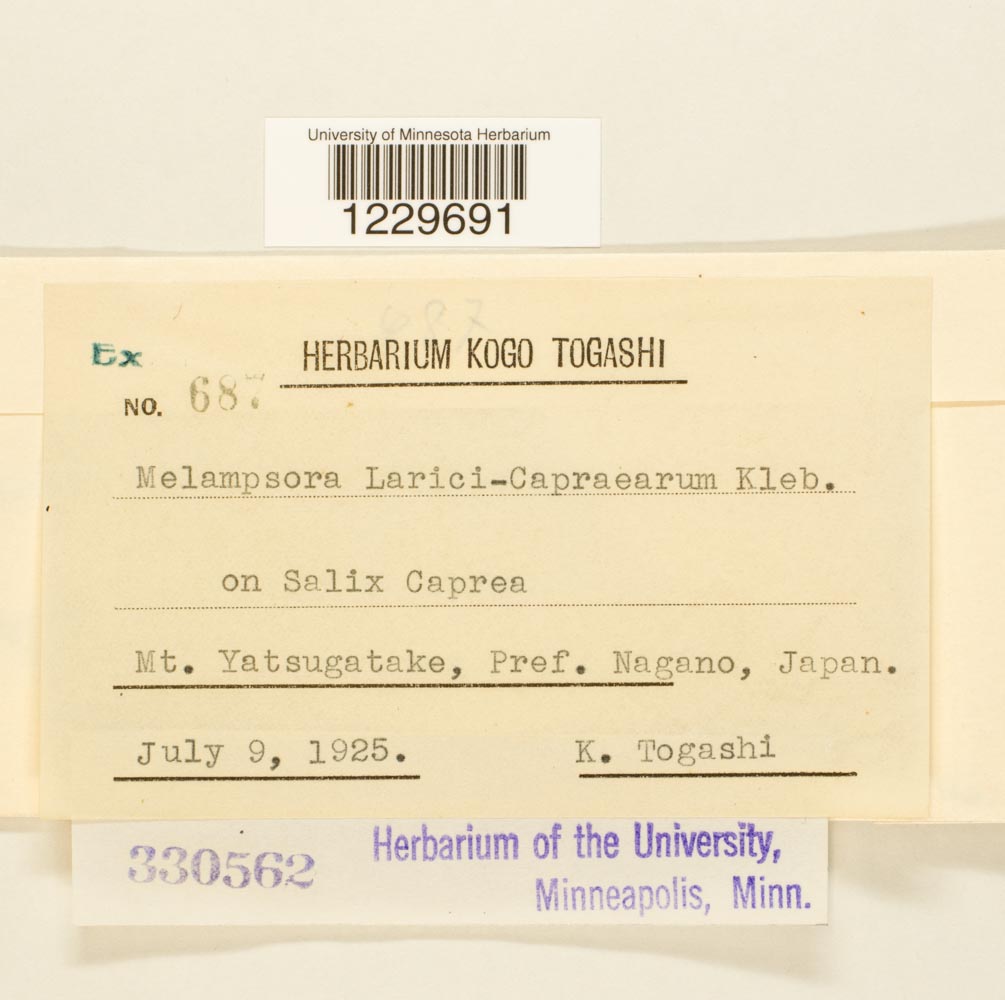 University of Minnesota Herbarium
1229691
687
Ex
HERBARIUM KOGO TOGASHI
NO. 687
Melampsora Larici-Capraearum Kleb.
on Salix Caprea
Mt. Yatsugatake, Pref. Nagano, Japan.
July 9, 1925. K. Togashi
330562
Herbarium of the University,
Minneapolis, Minn.